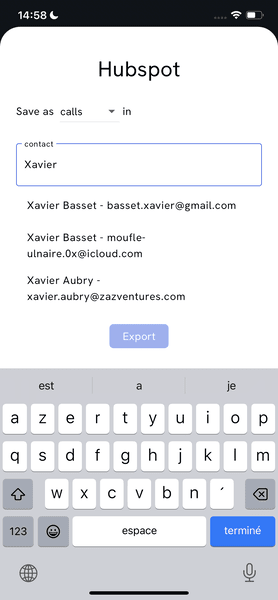 14:58
Hubspot
Save as calls in
contact
Xavier
Xavier Basset - basset.xavier@gmail.com
Xavier Basset - moufle-
ulnaire.0x@icloud.com
Xavier Aubry -
xavier.aubry@zazventures.com
Export
est a je
a z e r t y u i o p
q s d f g h j k l m
w x c v b n ´
123 espace terminé